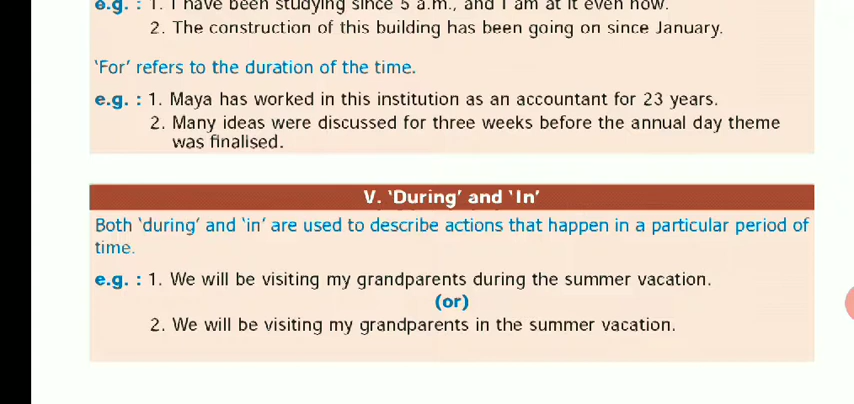 e.g. : 1. I have been studying since 5 a.m., and I am at it even now.
2. The construction of this building has been going on since January.
‘For’ refers to the duration of the time.
e.g. : 1. Maya has worked in this institution as an accountant for 23 years.
2. Many ideas were discussed for three weeks before the annual day theme
was finalised.
V. ‘During’ and ‘In’
Both ‘during’ and ‘in’ are used to describe actions that happen in a particular period of
time.
e.g. : 1. We will be visiting my grandparents during the summer vacation.
(or)
2. We will be visiting my grandparents in the summer vacation.